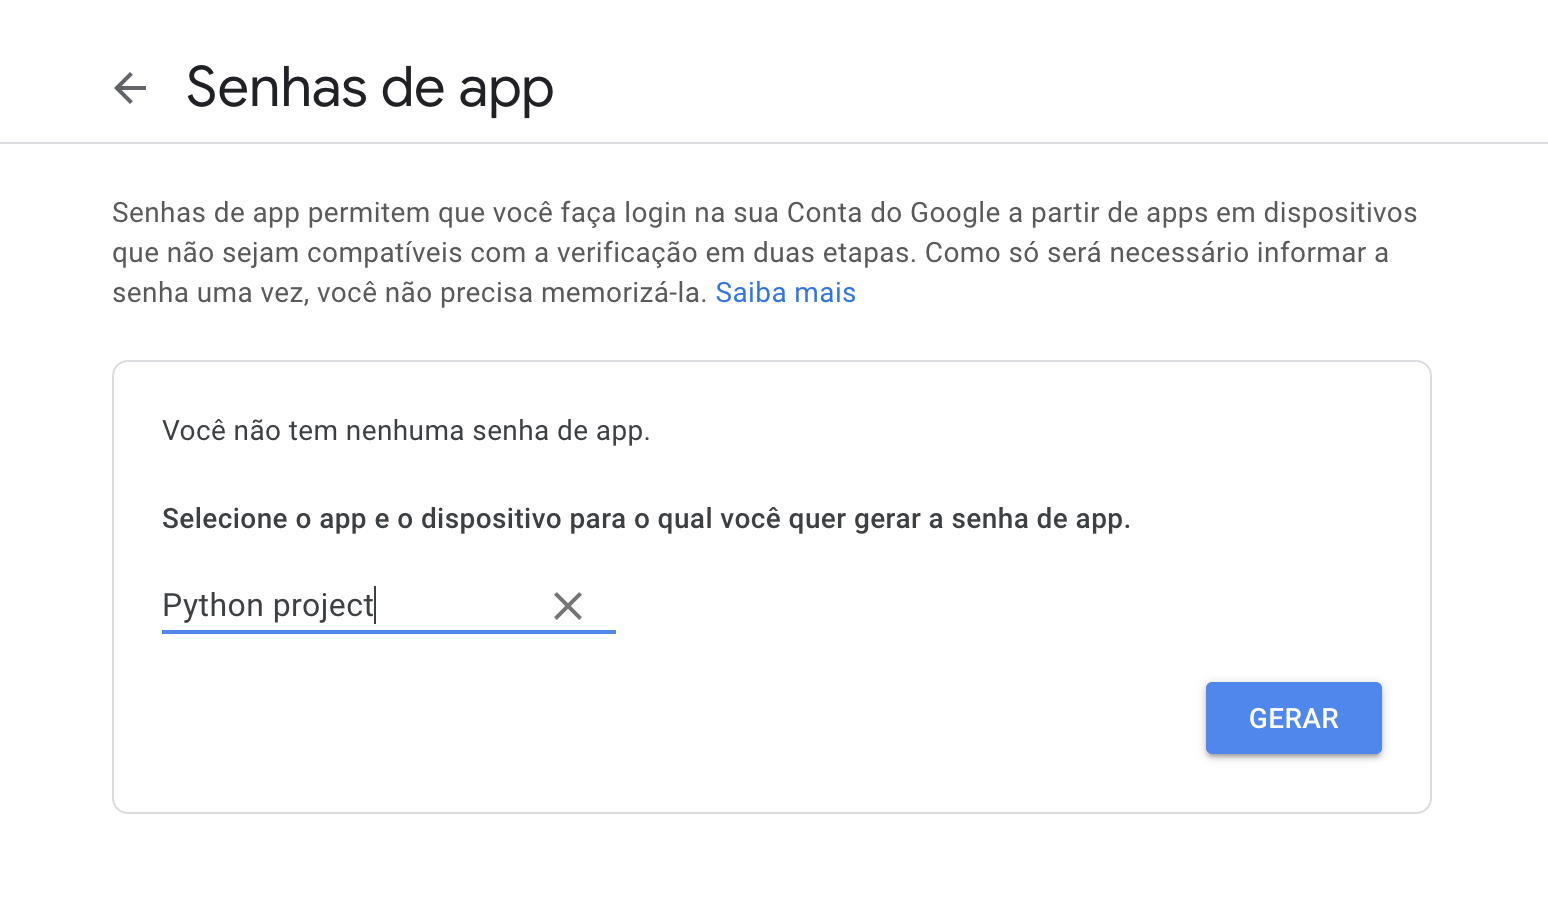 Senhas de app
Senhas de app permitem que você faça login na sua Conta do Google a partir de apps em dispositivos
que não sejam compatíveis com a verificação em duas etapas. Como só será necessário informar a
senha uma vez, você não precisa memorizá-la. Saiba mais
Você não tem nenhuma senha de app.
Selecione o app e o dispositivo para o qual você quer gerar a senha de app.
Python project
GERAR